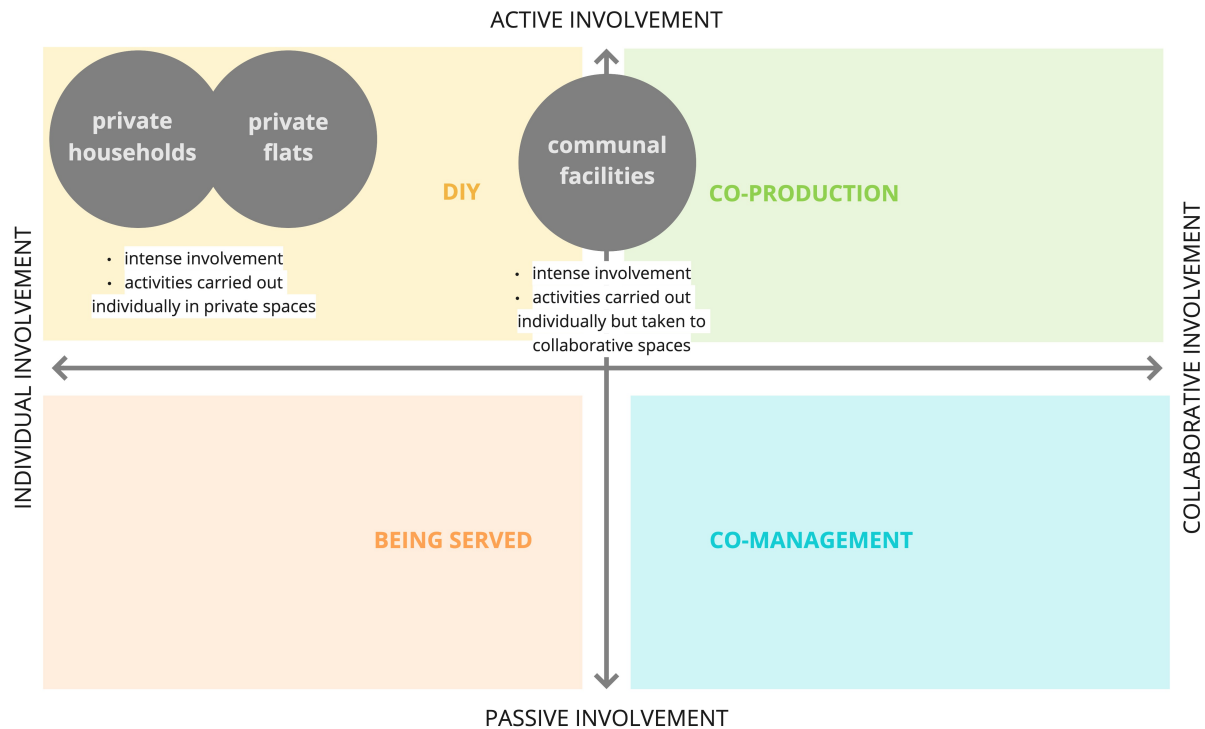 ACTIVE INVOLVEMENT
private
households
private
flats
communal
facilities
DIY
CO-PRODUCTION
• intense involvement
• activities carried out
individually in private spaces
• intense involvement
• activities carried out
individually but taken to
collaborative spaces
INDIVIDUAL INVOLVEMENT
COLLABORATIVE INVOLVEMENT
BEING SERVED
CO-MANAGEMENT
PASSIVE INVOLVEMENT